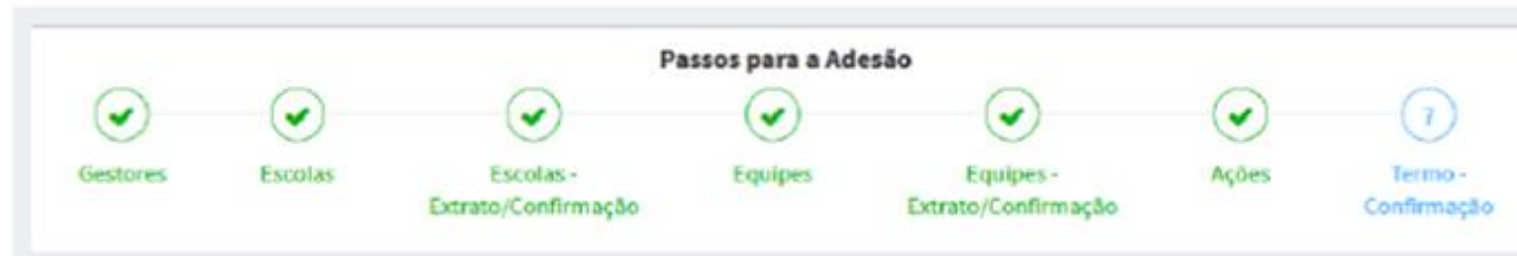 Passos para a Adesão
7
Gestores
Escolas
Escolas -
Extrato/Confirmação
Equipes
Equipes -
Extrato/Confirmação
Ações
Termo -
Confirmação